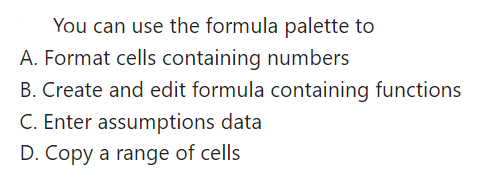 You can use the formula palette to
A. Format cells containing numbers
B. Create and edit formula containing functions
C. Enter assumptions data
D. Copy a range of cells